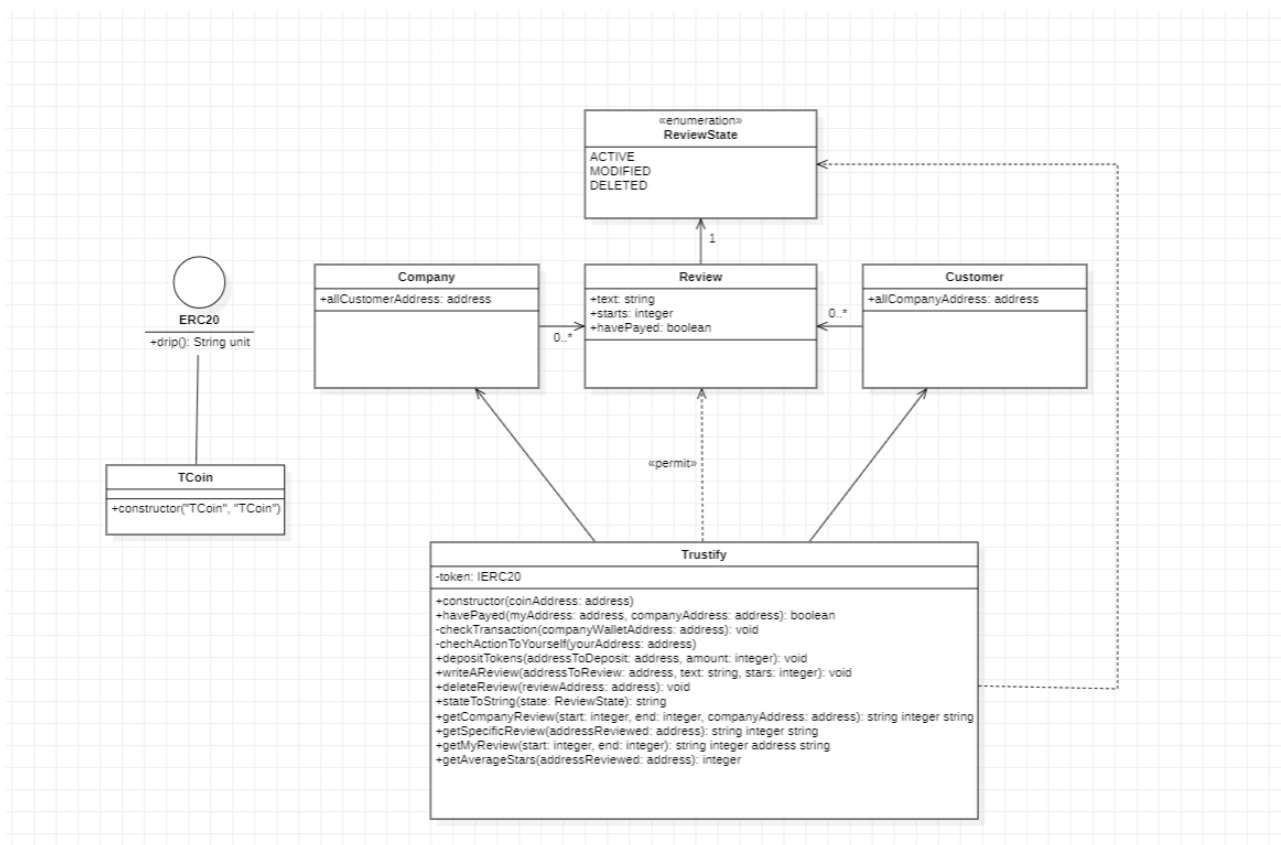 «enumeration»
ReviewState
ACTIVE
MODIFIED
DELETED
1
ERC20
+drip(): String unit
Company
+allCustomerAddress: address
0..*
Review
+text: string
+starts: integer
+havePayed: boolean
0..*
Customer
+allCompanyAddress: address
TCoin
+constructor("TCoin", "TCoin")
«permit»
Trustify
-token: IERC20
+constructor(coinAddress: address)
+havePayed(myAddress: address, companyAddress: address): boolean
-checkTransaction(companyWalletAddress: address): void
-chechActionToYourself(yourAddress: address)
+depositTokens(addressToDeposit: address, amount: integer): void
+writeAReview(addressToReview: address, text: string, stars: integer): void
+deleteReview(reviewAddress: address): void
+stateToString(state: ReviewState): string
+getCompanyReview(start: integer, end: integer, companyAddress: address): string integer string
+getSpecificReview(addressReviewed: address): string integer string
+getMyReview(start: integer, end: integer): string integer address string
+getAverageStars(addressReviewed: address): integer